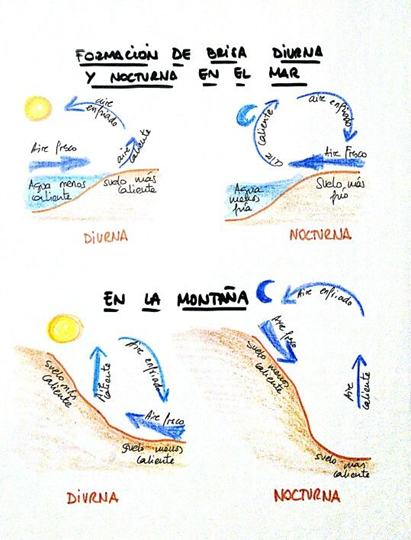 FORMACIÓN DE BRISA DIURNA
Y NOCTURNA EN EL MAR
aire
enfriado
Aire fresco
aire
caliente
Agua menos
caliente
suelo más
caliente
DIURNA
aire enfriado
Aire caliente
Aire Fresco
Agua
menos
fría
Suelo más
frio
NOCTURNA
EN LA MONTAÑA
Aire
enfriado
Aire
caliente
Aire fresco
suelo más
caliente
suelo menos
caliente
DIURNA
Aire enfriado
Aire fresco
suelo menos
caliente
Aire
caliente
suelo más
caliente
NOCTURNA